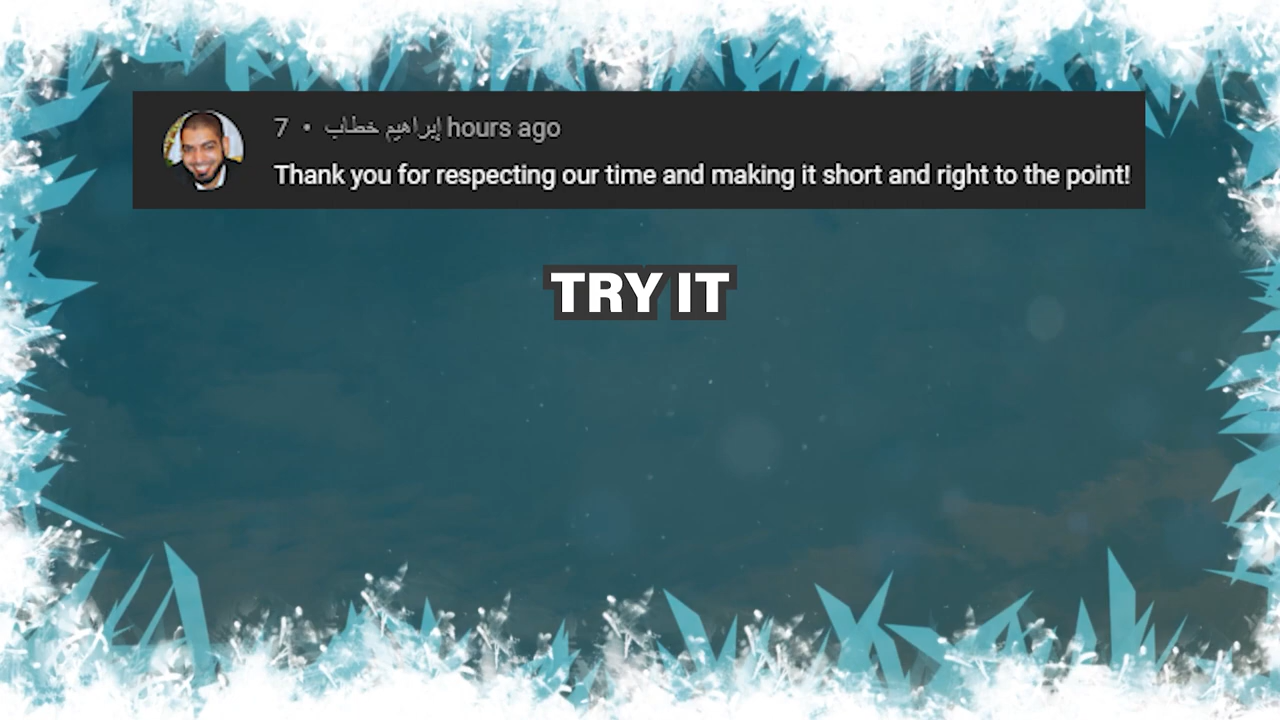 7 • إبراهيم خطاب hours ago
Thank you for respecting our time and making it short and right to the point!
TRY IT